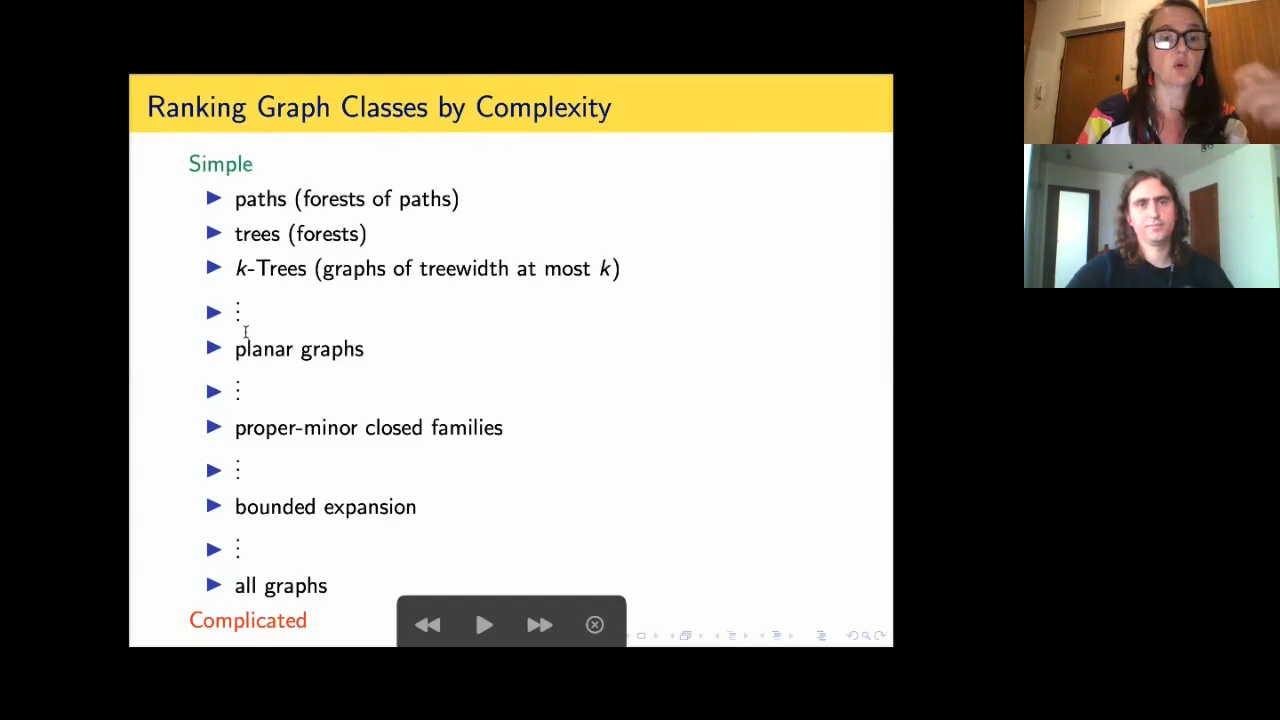 Ranking Graph Classes by Complexity
Simple
▶ paths (forests of paths)
▶ trees (forests)
▶ k-Trees (graphs of treewidth at most k)
▶ ⋮
▶ planar graphs
▶ ⋮
▶ proper-minor closed families
▶ ⋮
▶ bounded expansion
▶ ⋮
▶ all graphs
Complicated